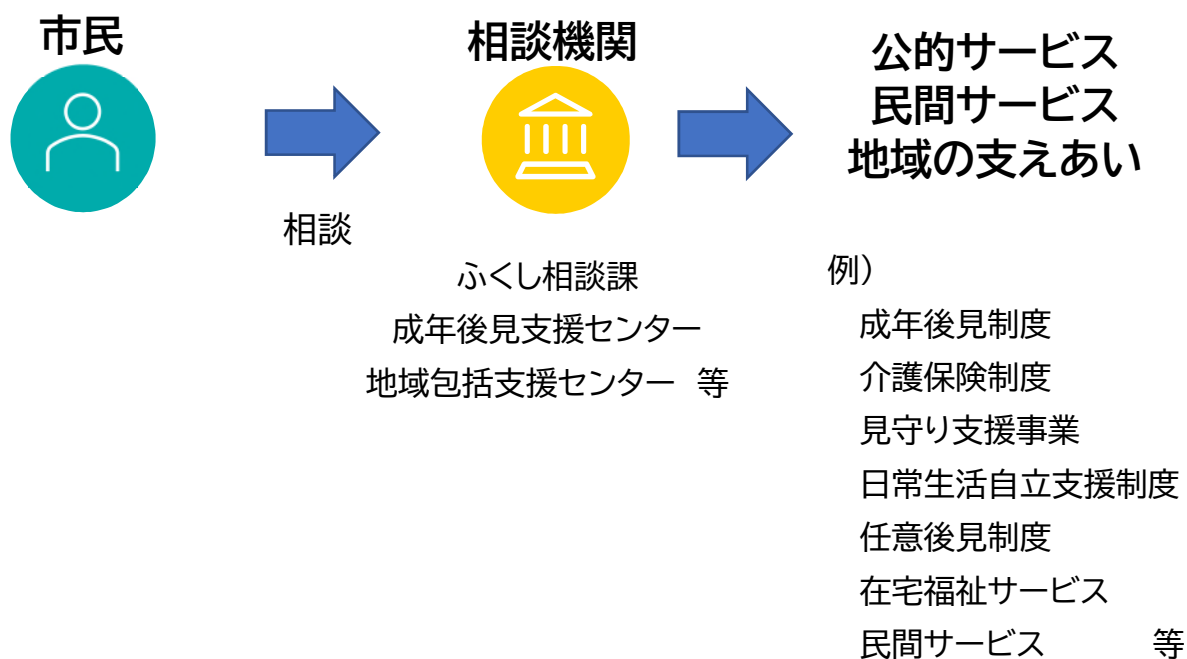 市民
相談
相談機関
ふくし相談課
成年後見支援センター
地域包括支援センター 等
公的サービス
民間サービス
地域の支えあい
例）
成年後見制度
介護保険制度
見守り支援事業
日常生活自立支援制度
任意後見制度
在宅福祉サービス
民間サービス 等